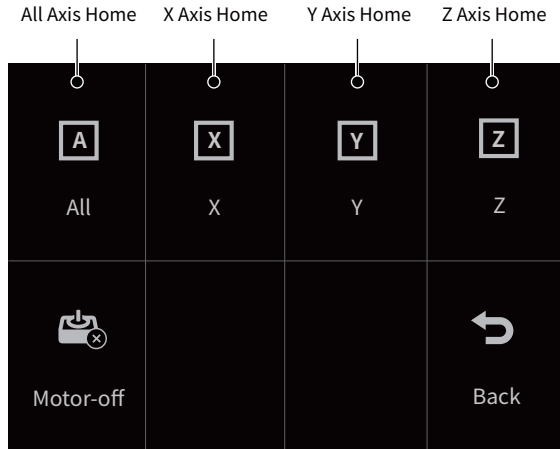 All Axis Home X Axis Home Y Axis Home Z Axis Home
A X Y Z
All X Y Z
Motor-off Back